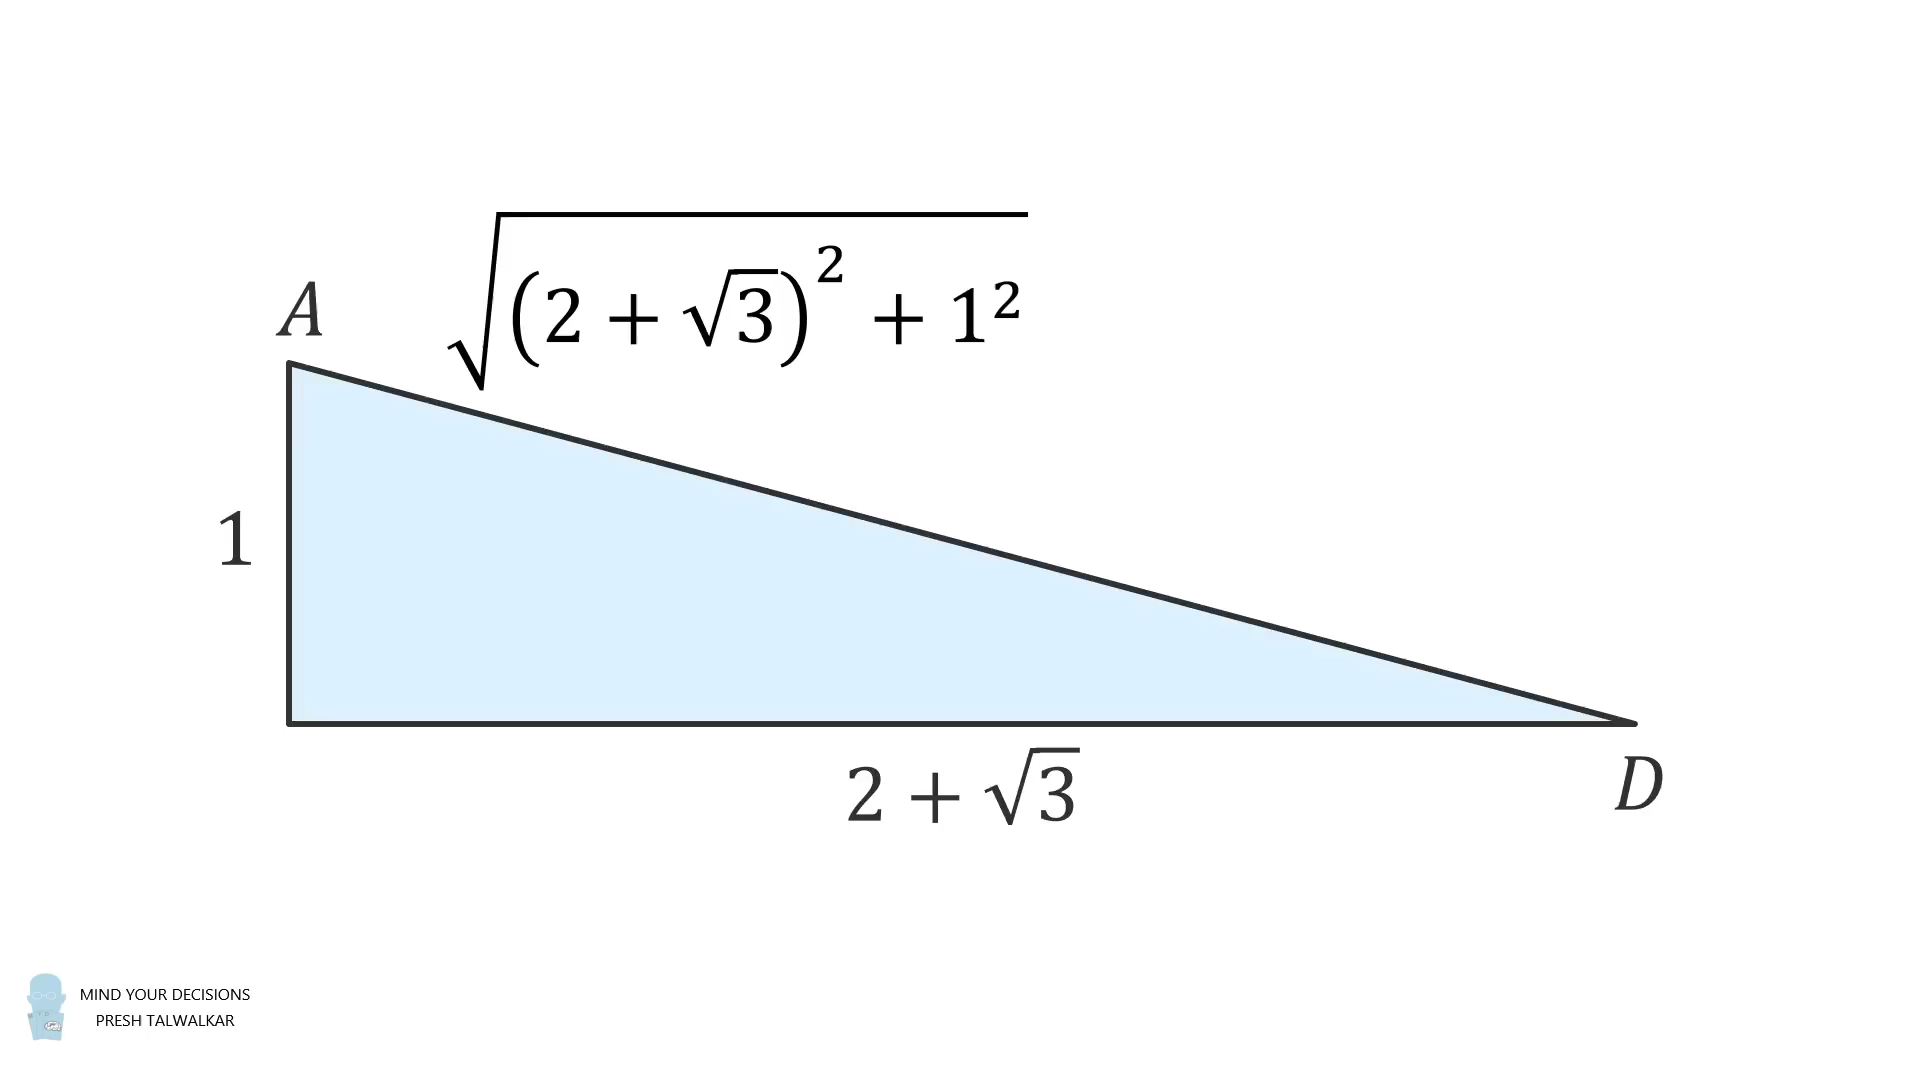 √((2 + √3)² + 1²)
A
1
2 + √3
D
MIND YOUR DECISIONS
PRESH TALWALKAR